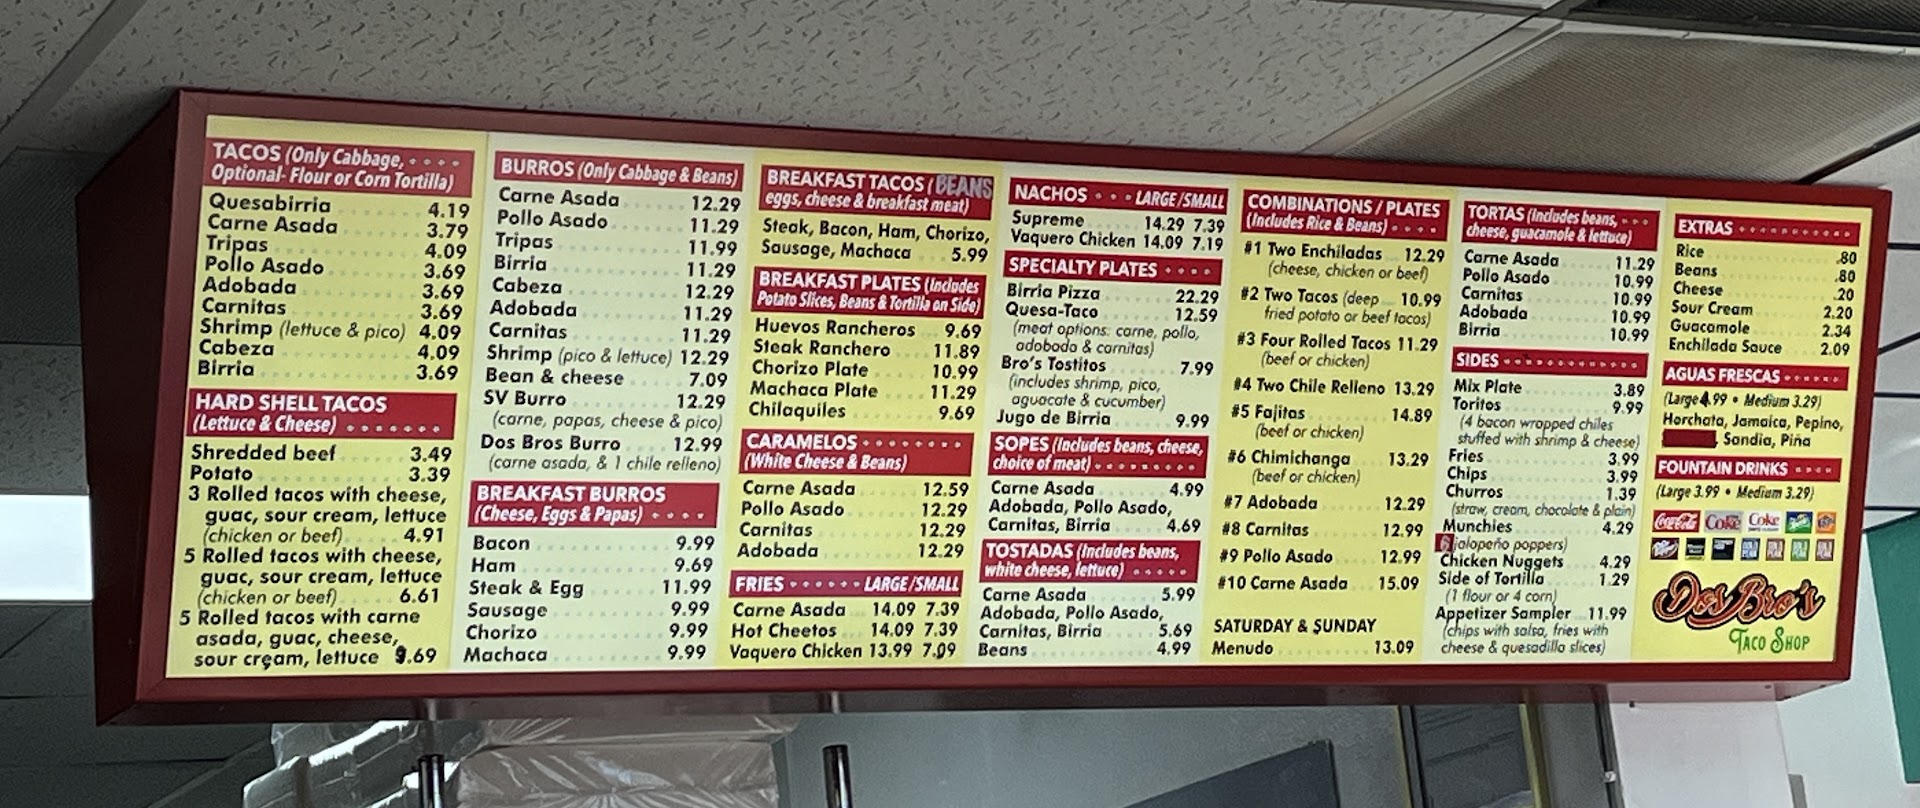 TACOS (Only Cabbage,
Optional- Flour or Corn Tortilla)
Quesabirria 4.19
Carne Asada 3.79
Tripas 4.09
Pollo Asado 3.69
Adobada 3.69
Carnitas 3.69
Shrimp (lettuce & pico) 4.09
Cabeza 4.09
Birria 3.69
HARD SHELL TACOS
(Lettuce & Cheese)
Shredded beef 3.49
Potato 3.39
3 Rolled tacos with cheese,
guac, sour cream, lettuce
(chicken or beef) 4.91
5 Rolled tacos with cheese,
guac, sour cream, lettuce
(chicken or beef) 6.61
5 Rolled tacos with carne
asada, guac, cheese,
sour cream, lettuce 9.69
BURROS (Only Cabbage & Beans)
Carne Asada 12.29
Pollo Asado 11.29
Tripas 11.99
Birria 11.29
Cabeza 12.29
Adobada 11.29
Carnitas 11.29
Shrimp (pico & lettuce) 12.29
Bean & cheese 7.09
SV Burro 12.29
(carne, papas, cheese & pico)
Dos Bros Burro 12.99
(carne asada, & 1 chile relleno)
BREAKFAST BURROS
(Cheese, Eggs & Papas)
Bacon 9.99
Ham 9.69
Steak & Egg 11.99
Sausage 9.99
Chorizo 9.99
Machaca 9.99
BREAKFAST TACOS (BEANS
eggs, cheese & breakfast meat)
Steak, Bacon, Ham, Chorizo,
Sausage, Machaca 5.99
BREAKFAST PLATES (Includes
Potato Slices, Beans & Tortilla on Side)
Huevos Rancheros 9.69
Steak Ranchero 11.89
Chorizo Plate 10.99
Machaca Plate 11.29
Chilaquiles 9.69
CARAMELOS
(White Cheese & Beans)
Carne Asada 12.59
Pollo Asado 12.29
Carnitas 12.29
Adobada 12.29
FRIES LARGE/SMALL
Carne Asada 14.09 7.39
Hot Cheetos 14.09 7.39
Vaquero Chicken 13.99 7.09
NACHOS LARGE/SMALL
Supreme 14.29 7.39
Vaquero Chicken 14.09 7.19
SPECIALTY PLATES
Birria Pizza 22.29
Quesa-Taco 12.59
(meat options: carne, pollo,
adobada & carnitas)
Bro's Tostitos 7.99
(includes shrimp, pico,
aguacate & cucumber)
Jugo de Birria 9.99
SOPES (Includes beans, cheese,
choice of meat)
Carne Asada 4.99
Adobada, Pollo Asado,
Carnitas, Birria 4.69
TOSTADAS (Includes beans,
white cheese, lettuce)
Carne Asada 5.99
Adobada, Pollo Asado,
Carnitas, Birria 5.69
Beans 4.99
COMBINATIONS / PLATES
(Includes Rice & Beans)
#1 Two Enchiladas 12.29
(cheese, chicken or beef)
#2 Two Tacos (deep 10.99
fried potato or beef tacos)
#3 Four Rolled Tacos 11.29
(beef or chicken)
#4 Two Chile Relleno 13.29
#5 Fajitas 14.89
(beef or chicken)
#6 Chimichanga 13.29
(beef or chicken)
#7 Adobada 12.29
#8 Carnitas 12.99
#9 Pollo Asado 12.99
#10 Carne Asada 15.09
SATURDAY & SUNDAY
Menudo 13.09
TORTAS (Includes beans,
cheese, guacamole & lettuce)
Carne Asada 11.29
Pollo Asado 10.99
Carnitas 10.99
Adobada 10.99
Birria 10.99
SIDES
Mix Plate 3.89
Toritos 9.99
(4 bacon wrapped chiles
stuffed with shrimp & cheese)
Fries 3.99
Chips 3.99
Churros 1.39
(straw, cream, chocolate & plain)
Munchies 4.29
6 jalapeño poppers)
Chicken Nuggets 4.29
Side of Tortilla 1.29
(1 flour or 4 corn)
Appetizer Sampler 11.99
(chips with salsa, fries with
cheese & quesadilla slices)
EXTRAS
Rice .80
Beans .80
Cheese .20
Sour Cream 2.20
Guacamole 2.34
Enchilada Sauce 2.09
AGUAS FRESCAS
(Large 4.99 • Medium 3.29)
Horchata, Jamaica, Pepino,
, Sandia, Piña
FOUNTAIN DRINKS
(Large 3.99 • Medium 3.29)
Coca-Cola Coke Coke
Dos Bro's
TACO SHOP